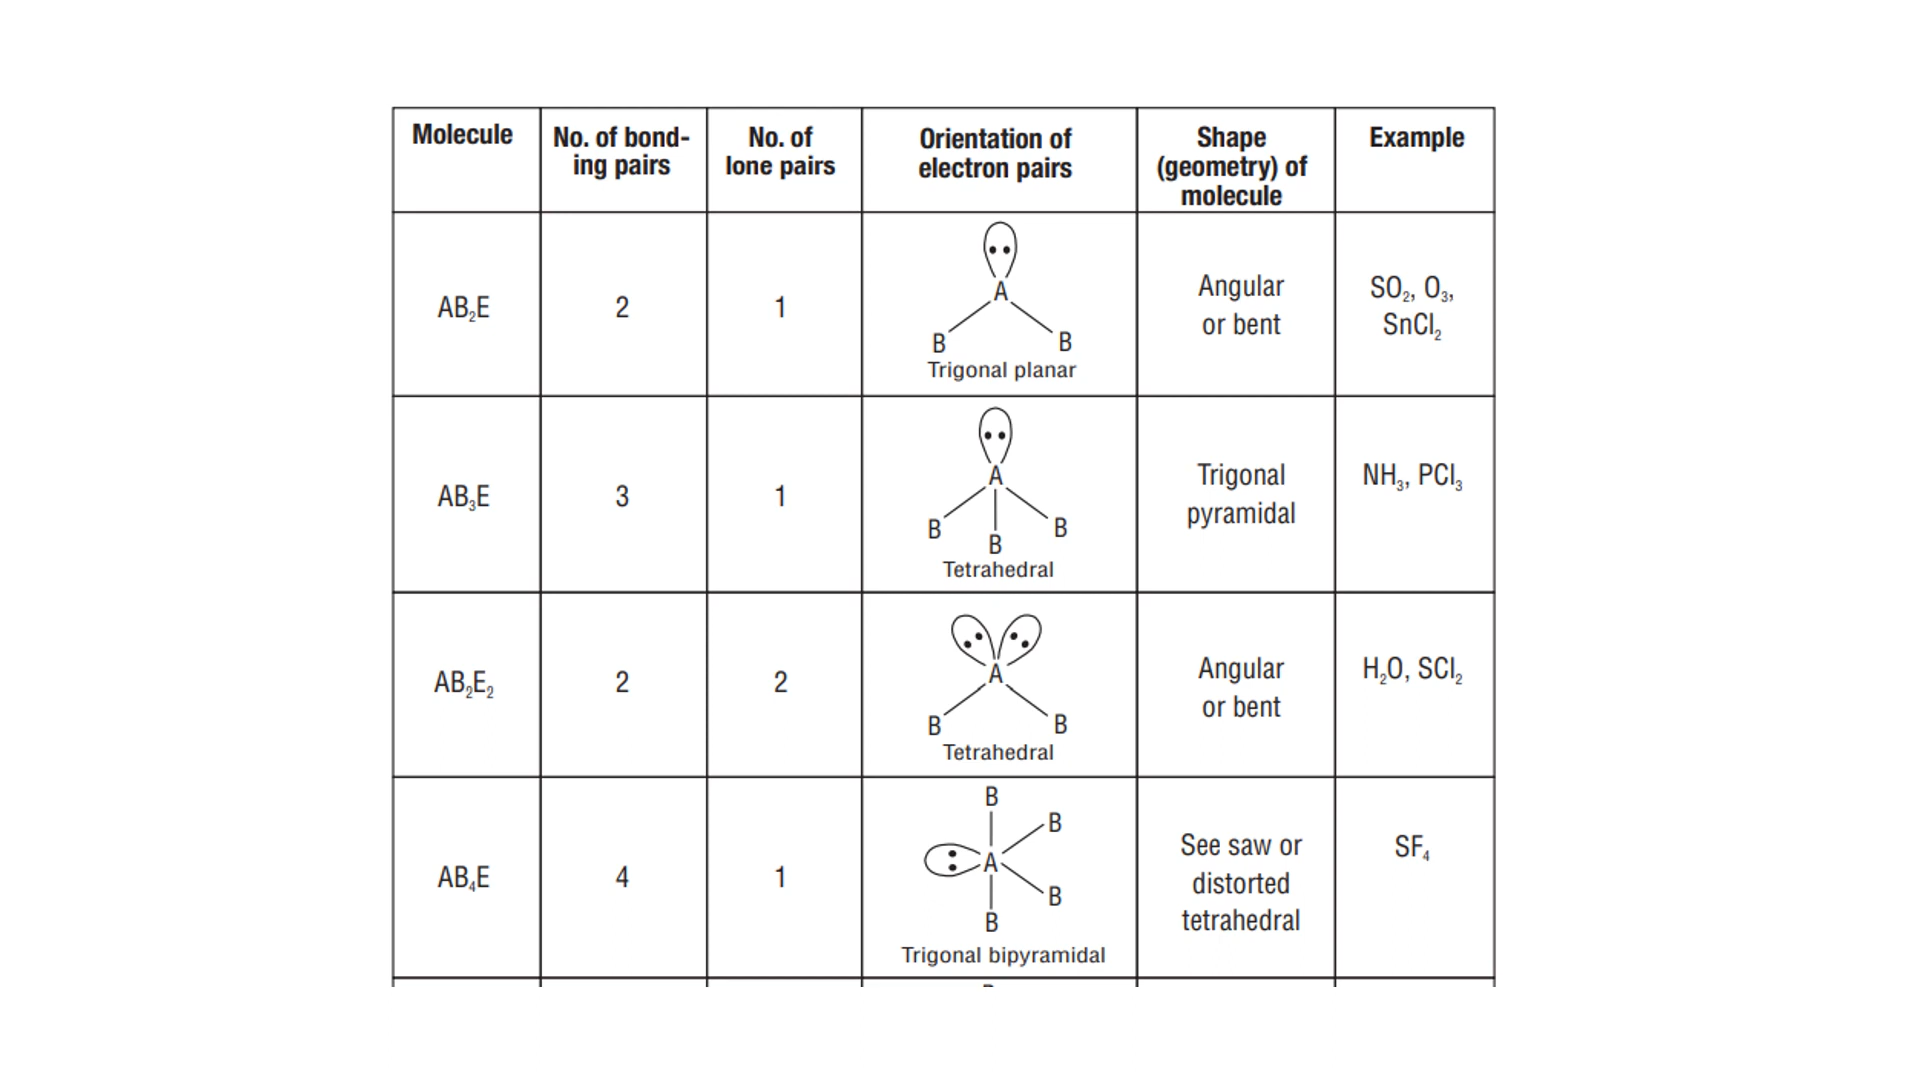 Molecule
No. of bond-
ing pairs
No. of
lone pairs
Orientation of
electron pairs
Shape
(geometry) of
molecule
Example
AB₂E
2
1
A
B B
Trigonal planar
Angular
or bent
SO₂, O₃,
SnCl₂
AB₃E
3
1
A
B B
B
Tetrahedral
Trigonal
pyramidal
NH₃, PCl₃
AB₂E₂
2
2
A
B B
Tetrahedral
Angular
or bent
H₂O, SCl₂
AB₄E
4
1
B
B
A
B
B
Trigonal bipyramidal
See saw or
distorted
tetrahedral
SF₄